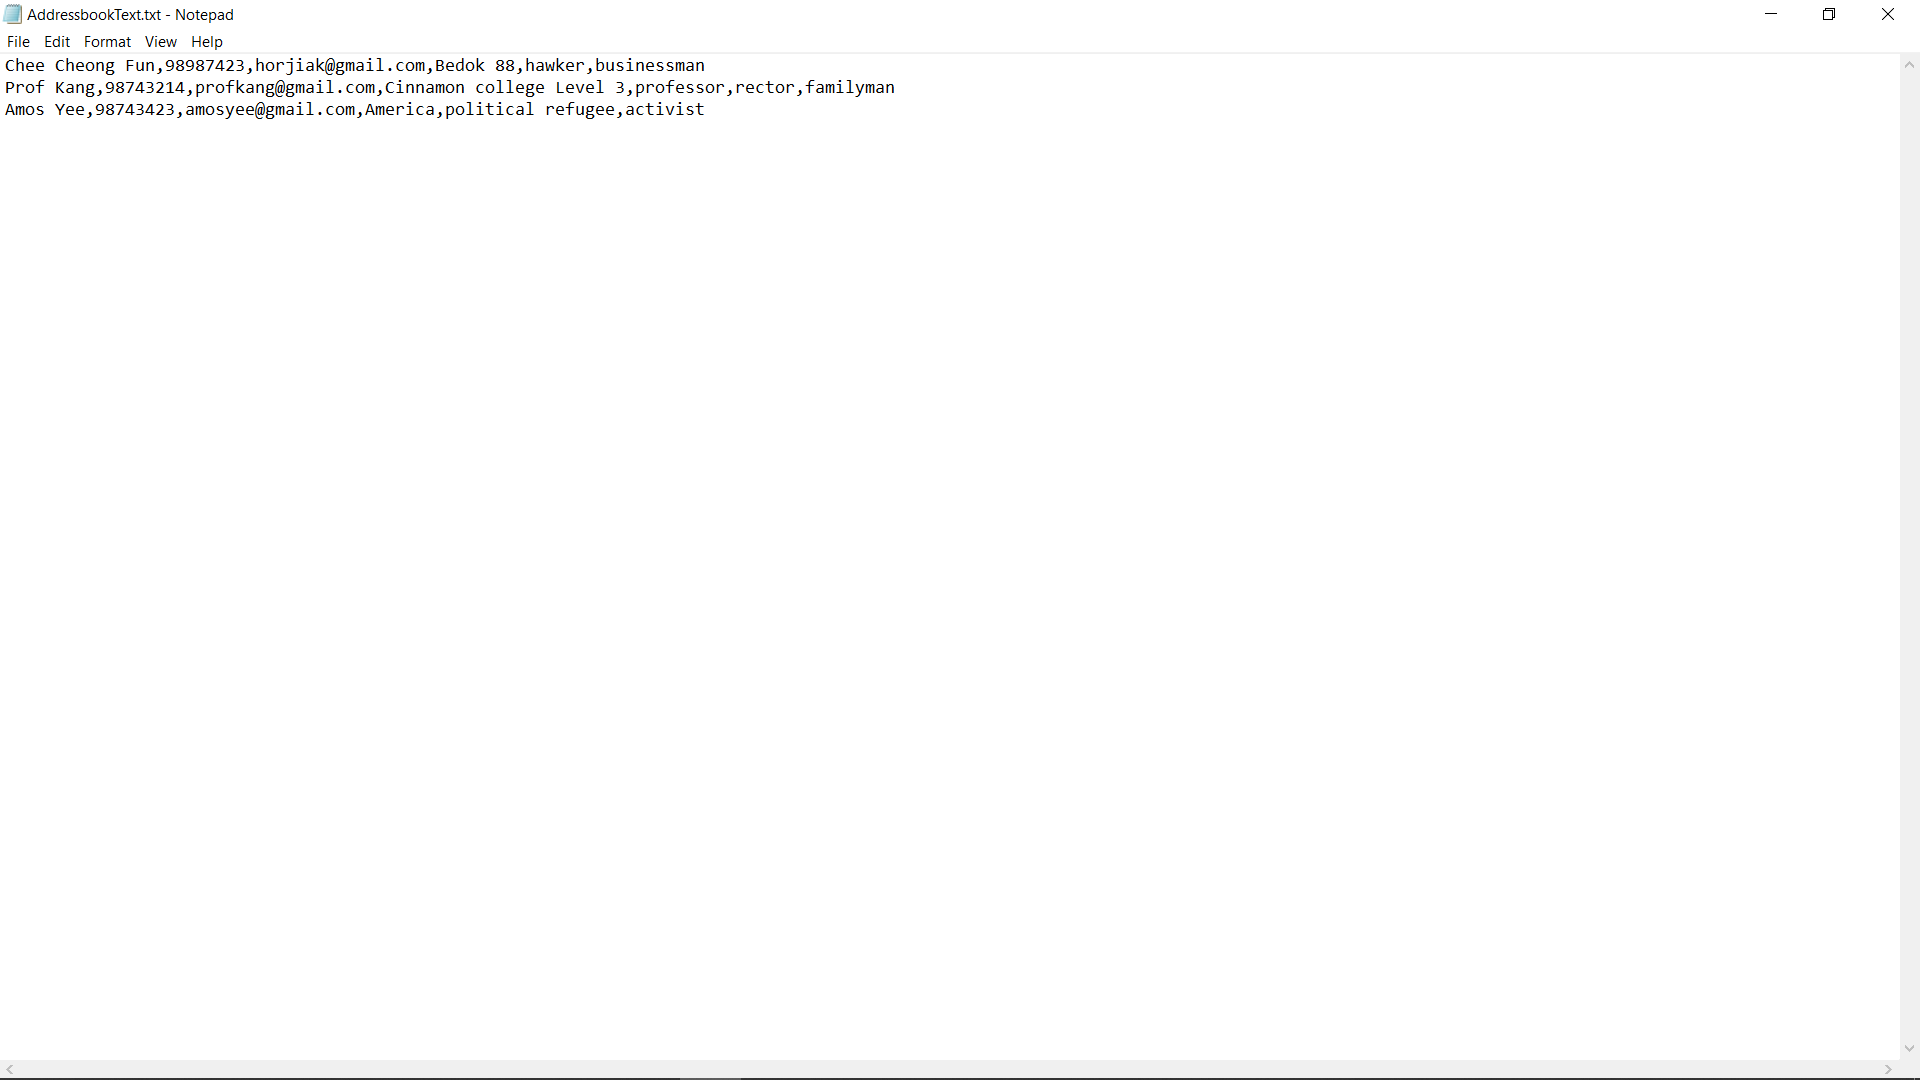 AddressbookText.txt - Notepad
File Edit Format View Help
Chee Cheong Fun,98987423,horjiak@gmail.com,Bedok 88,hawker,businessman
Prof Kang,98743214,profkang@gmail.com,Cinnamon college Level 3,professor,rector,familyman
Amos Yee,98743423,amosyee@gmail.com,America,political refugee,activist